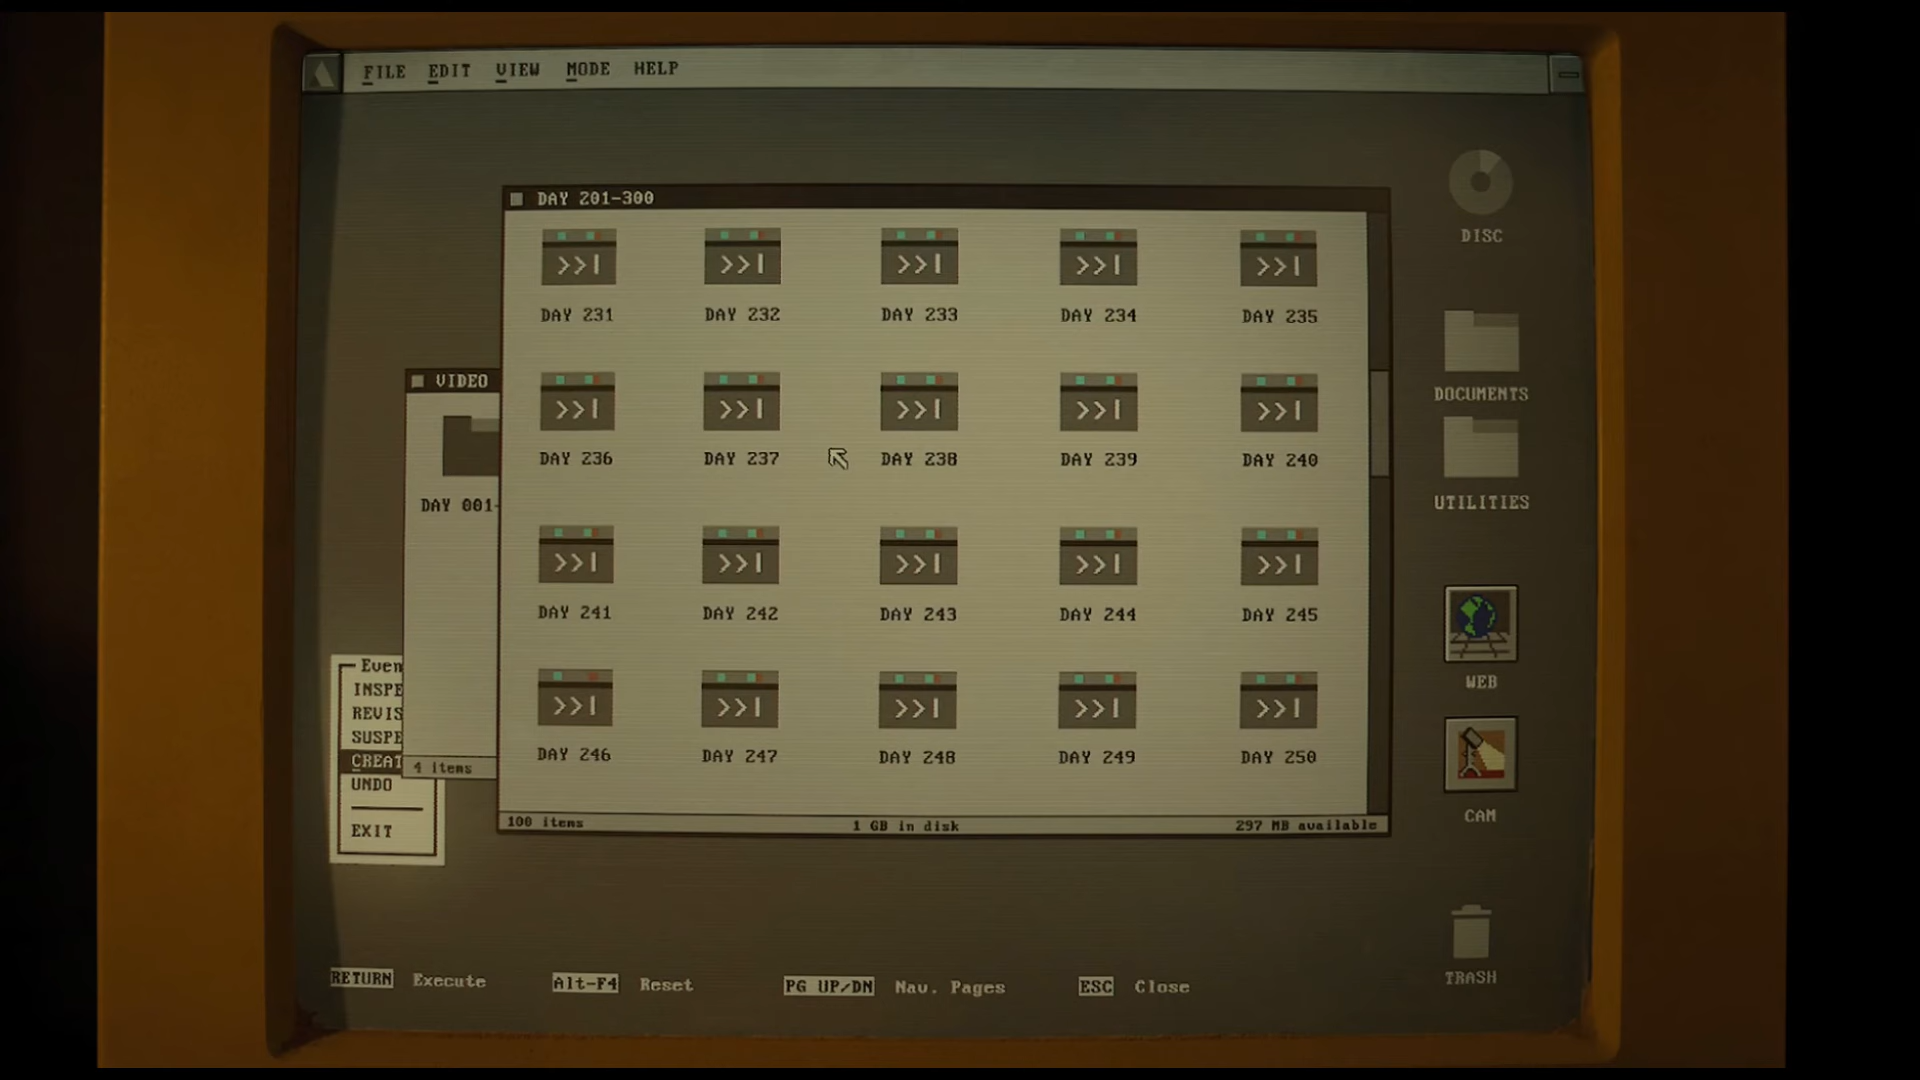 FILE EDIT VIEW MODE HELP
DAY 201-300
DISC
DAY 231 DAY 232 DAY 233 DAY 234 DAY 235
VIDEO
DOCUMENTS
DAY 236 DAY 237 DAY 238 DAY 239 DAY 240
DAY 001-
UTILITIES
DAY 241 DAY 242 DAY 243 DAY 244 DAY 245
Even
INSPE
REVIS
SUSPE
CREAT
UNDO
EXIT
WEB
4 items
DAY 246 DAY 247 DAY 248 DAY 249 DAY 250
CAM
100 items 1 GB in disk 297 MB available
TRASH
RETURN Execute Alt-F4 Reset PG UP/DN Nav. Pages ESC Close